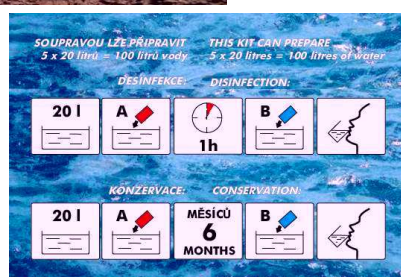 SOUPRAVOU LZE PŘIPRAVIT THIS KIT CAN PREPARE
5 x 20 litrů = 100 litrů vody 5 x 20 litres = 100 litres of water
DESINFEKCE: DISINFECTION:
20 l A 1h B
KONZERVACE: CONSERVATION:
20 l A MĚSÍCŮ 6 MONTHS B